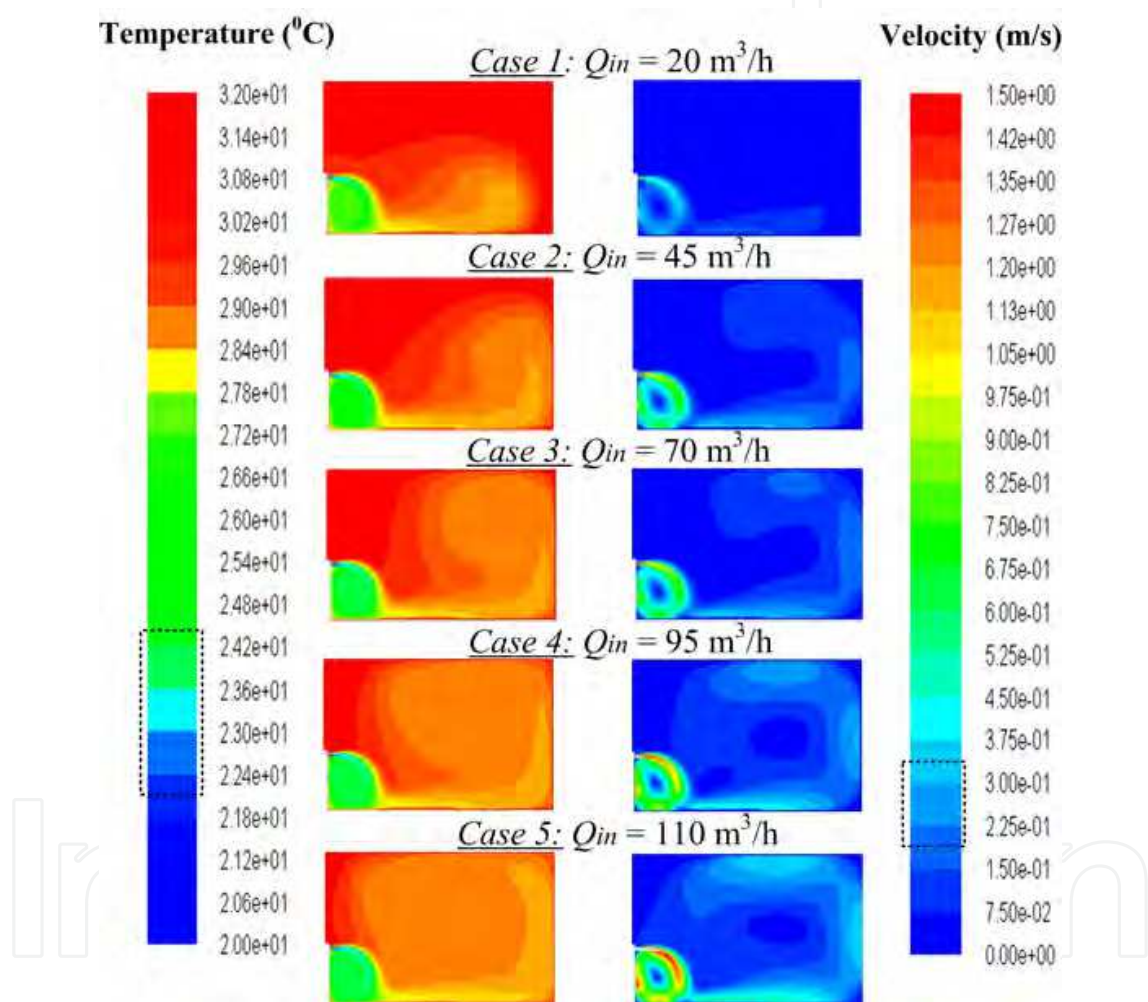 Temperature (⁰C)
Velocity (m/s)
Case 1: Qin = 20 m³/h
Case 2: Qin = 45 m³/h
Case 3: Qin = 70 m³/h
Case 4: Qin = 95 m³/h
Case 5: Qin = 110 m³/h
3.20e+01
3.14e+01
3.08e+01
3.02e+01
2.96e+01
2.90e+01
2.84e+01
2.78e+01
2.72e+01
2.66e+01
2.60e+01
2.54e+01
2.48e+01
2.42e+01
2.36e+01
2.30e+01
2.24e+01
2.18e+01
2.12e+01
2.06e+01
2.00e+01
1.50e+00
1.42e+00
1.35e+00
1.27e+00
1.20e+00
1.13e+00
1.05e+00
9.75e-01
9.00e-01
8.25e-01
7.50e-01
6.75e-01
6.00e-01
5.25e-01
4.50e-01
3.75e-01
3.00e-01
2.25e-01
1.50e-01
7.50e-02
0.00e+00